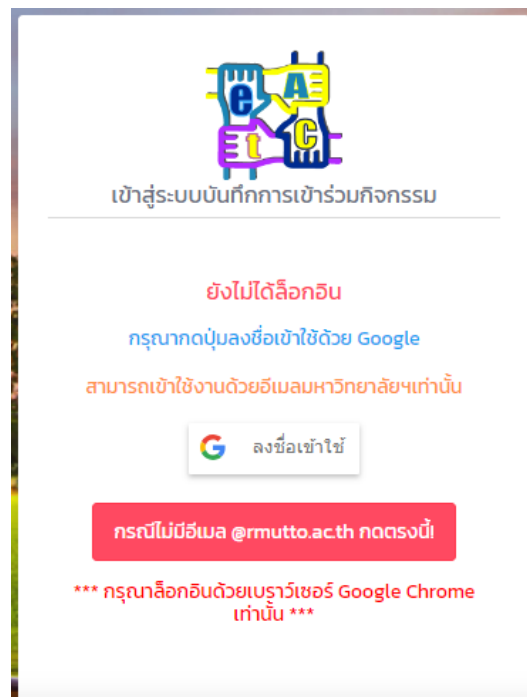 e A
t C
เข้าสู่ระบบบันทึกการเข้าร่วมกิจกรรม
ยังไม่ได้ล็อกอิน
กรุณากดปุ่มลงชื่อเข้าใช้ด้วย Google
สามารถเข้าใช้งานด้วยอีเมลมหาวิทยาลัยฯเท่านั้น
G ลงชื่อเข้าใช้
กรณีไม่มีอีเมล @rmutto.ac.th กดตรงนี้!
*** กรุณาล็อกอินด้วยเบราว์เซอร์ Google Chrome
เท่านั้น ***